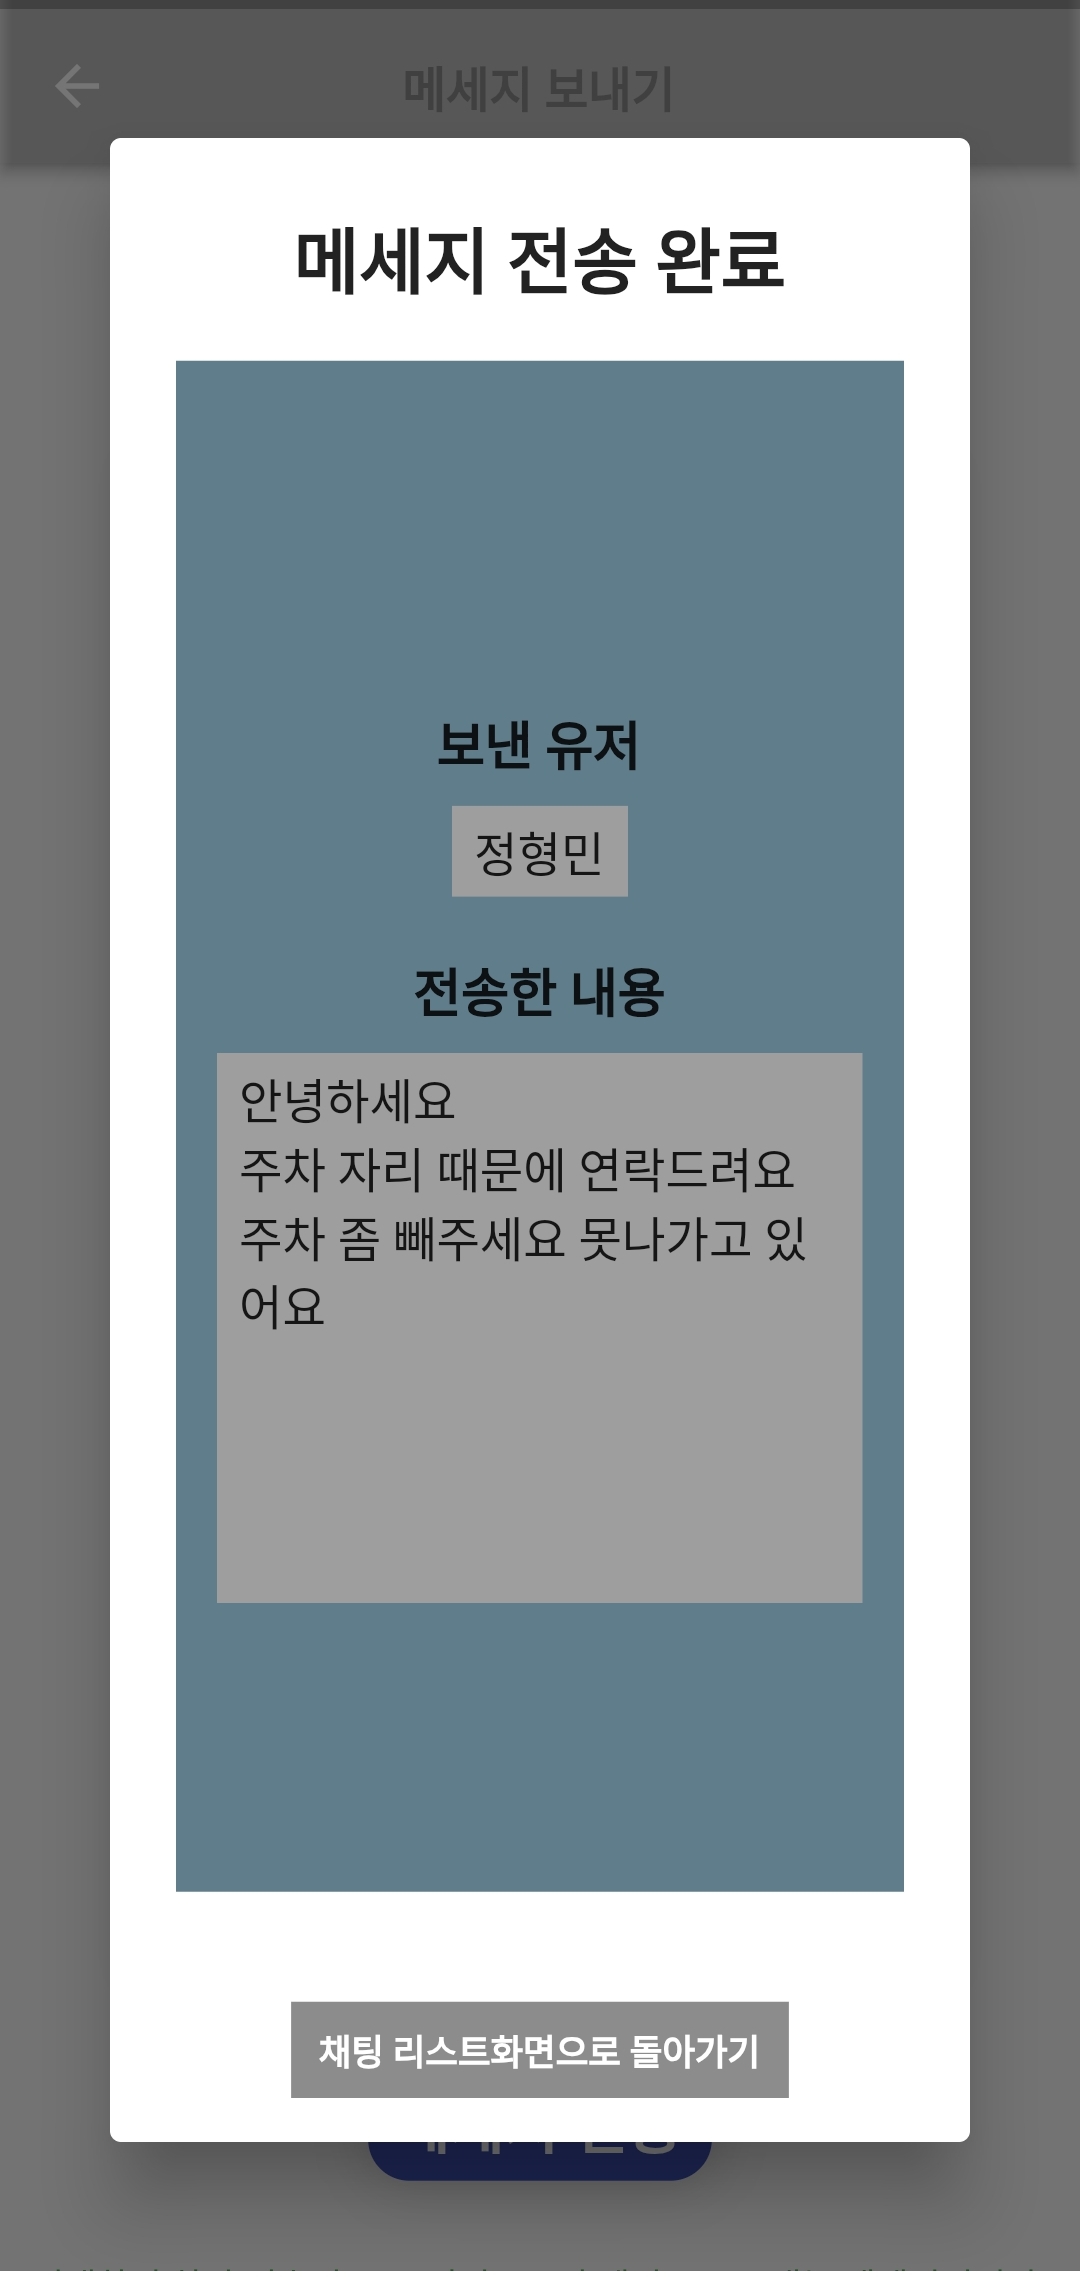 메세지 보내기
메세지 전송 완료
보낸 유저
정형민
전송한 내용
안녕하세요
주차 자리 때문에 연락드려요
주차 좀 빼주세요 못나가고 있
어요
채팅 리스트화면으로 돌아가기